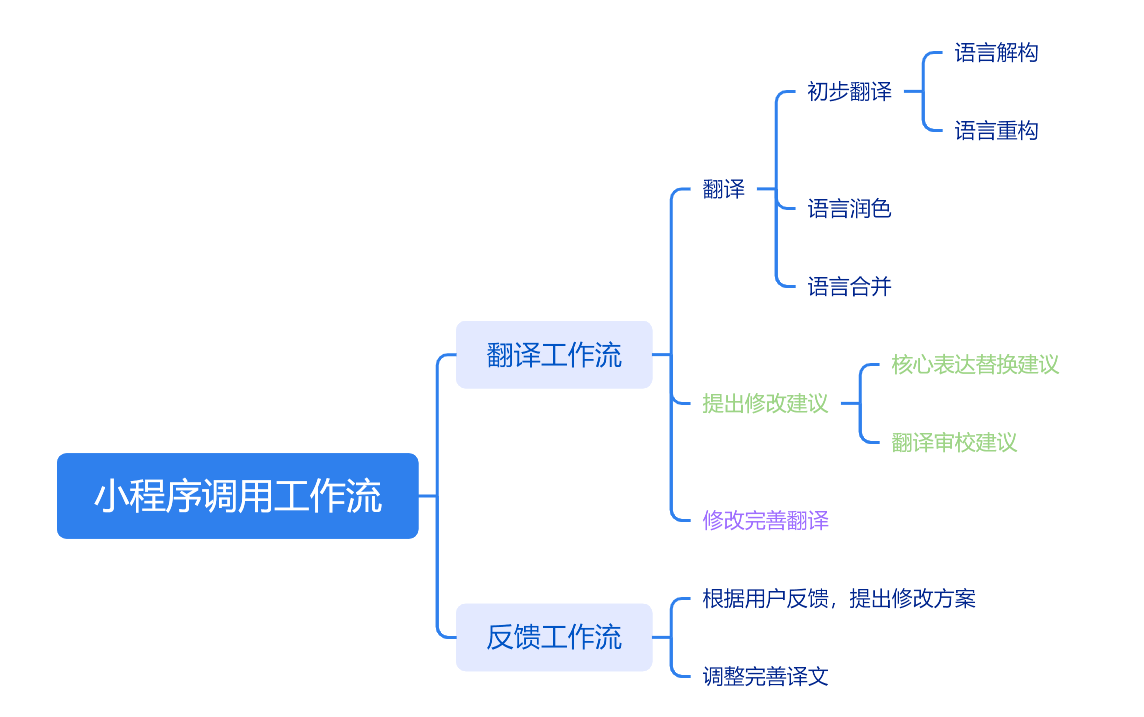 小程序调用工作流
翻译工作流
翻译
初步翻译
语言解构
语言重构
语言润色
语言合并
提出修改建议
核心表达替换建议
翻译审校建议
修改完善翻译
反馈工作流
根据用户反馈，提出修改方案
调整完善译文